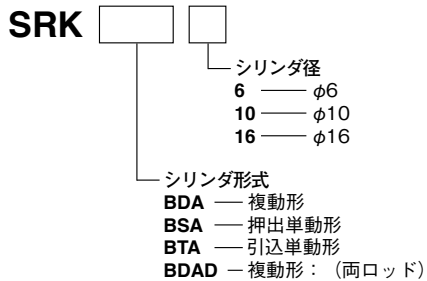 SRK
シリンダ径
6 — φ6
10 — φ10
16 — φ16
シリンダ形式
BDA — 複動形
BSA — 押出単動形
BTA — 引込単動形
BDAD — 複動形：（両ロッド）